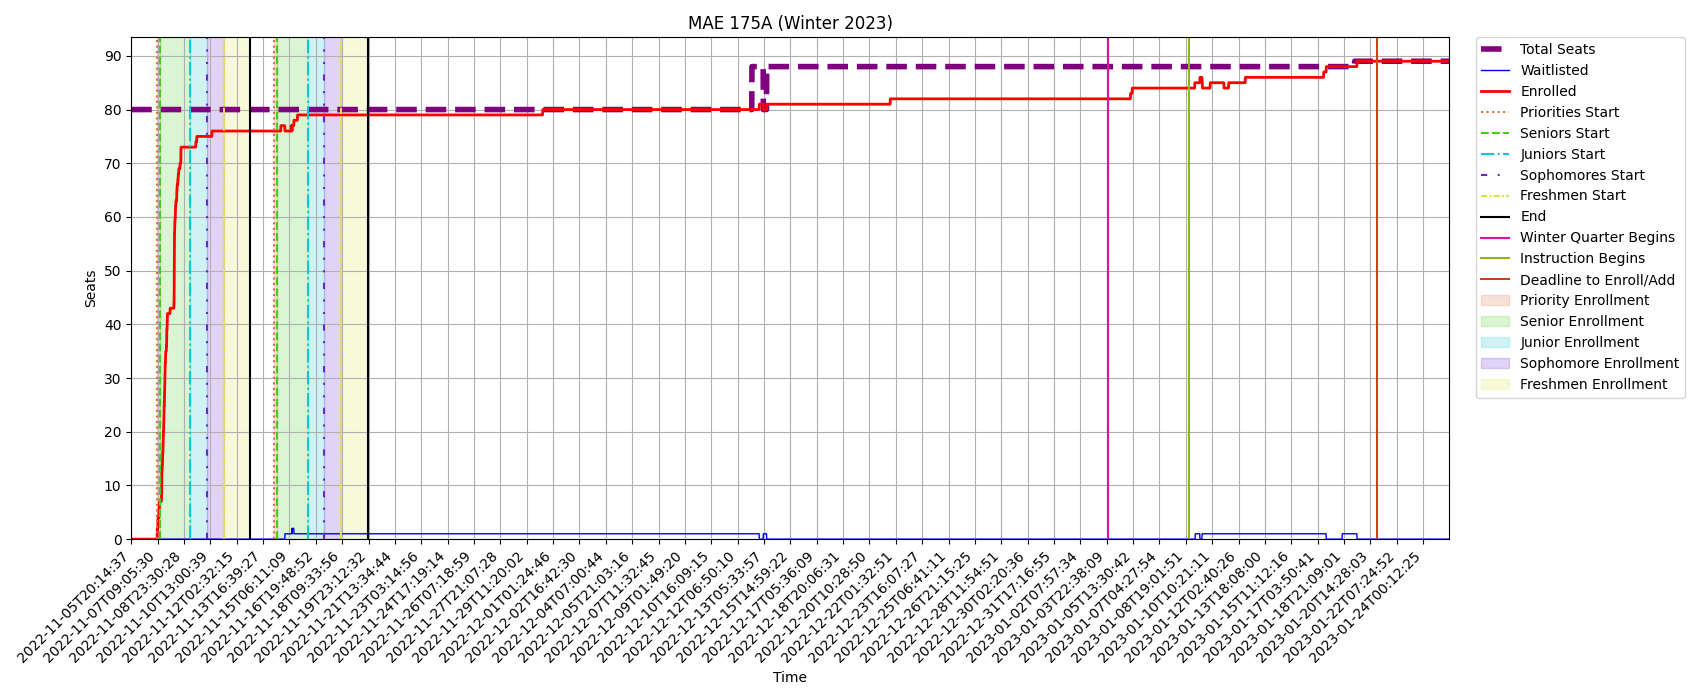 MAE 175A (Winter 2023)
Seats
90
80
70
60
50
40
30
20
10
0
2022-11-05T20:14:37
2022-11-07T09:05:30
2022-11-08T23:30:28
2022-11-10T13:00:39
2022-11-12T02:32:15
2022-11-13T16:39:27
2022-11-15T06:11:09
2022-11-16T19:48:52
2022-11-18T09:33:56
2022-11-19T23:12:32
2022-11-21T13:34:44
2022-11-23T03:14:56
2022-11-24T17:19:14
2022-11-26T07:18:59
2022-11-27T21:07:28
2022-11-29T11:20:02
2022-12-01T01:24:46
2022-12-02T16:42:30
2022-12-04T07:00:44
2022-12-05T21:03:16
2022-12-07T11:32:45
2022-12-09T01:49:20
2022-12-10T16:09:15
2022-12-12T06:50:10
2022-12-13T05:33:57
2022-12-15T14:59:22
2022-12-17T05:36:09
2022-12-18T20:06:31
2022-12-20T10:28:50
2022-12-22T01:32:51
2022-12-23T16:07:27
2022-12-25T06:41:11
2022-12-26T21:15:25
2022-12-28T11:54:51
2022-12-30T02:20:36
2022-12-31T17:16:55
2023-01-02T07:57:34
2023-01-03T22:38:09
2023-01-05T13:30:42
2023-01-07T04:27:54
2023-01-08T19:01:51
2023-01-10T10:21:11
2023-01-12T02:40:26
2023-01-13T18:08:00
2023-01-15T11:12:16
2023-01-17T03:50:41
2023-01-18T21:09:01
2023-01-20T14:28:03
2023-01-22T07:24:52
2023-01-24T00:12:25
Time
Total Seats
Waitlisted
Enrolled
Priorities Start
Seniors Start
Juniors Start
Sophomores Start
Freshmen Start
End
Winter Quarter Begins
Instruction Begins
Deadline to Enroll/Add
Priority Enrollment
Senior Enrollment
Junior Enrollment
Sophomore Enrollment
Freshmen Enrollment